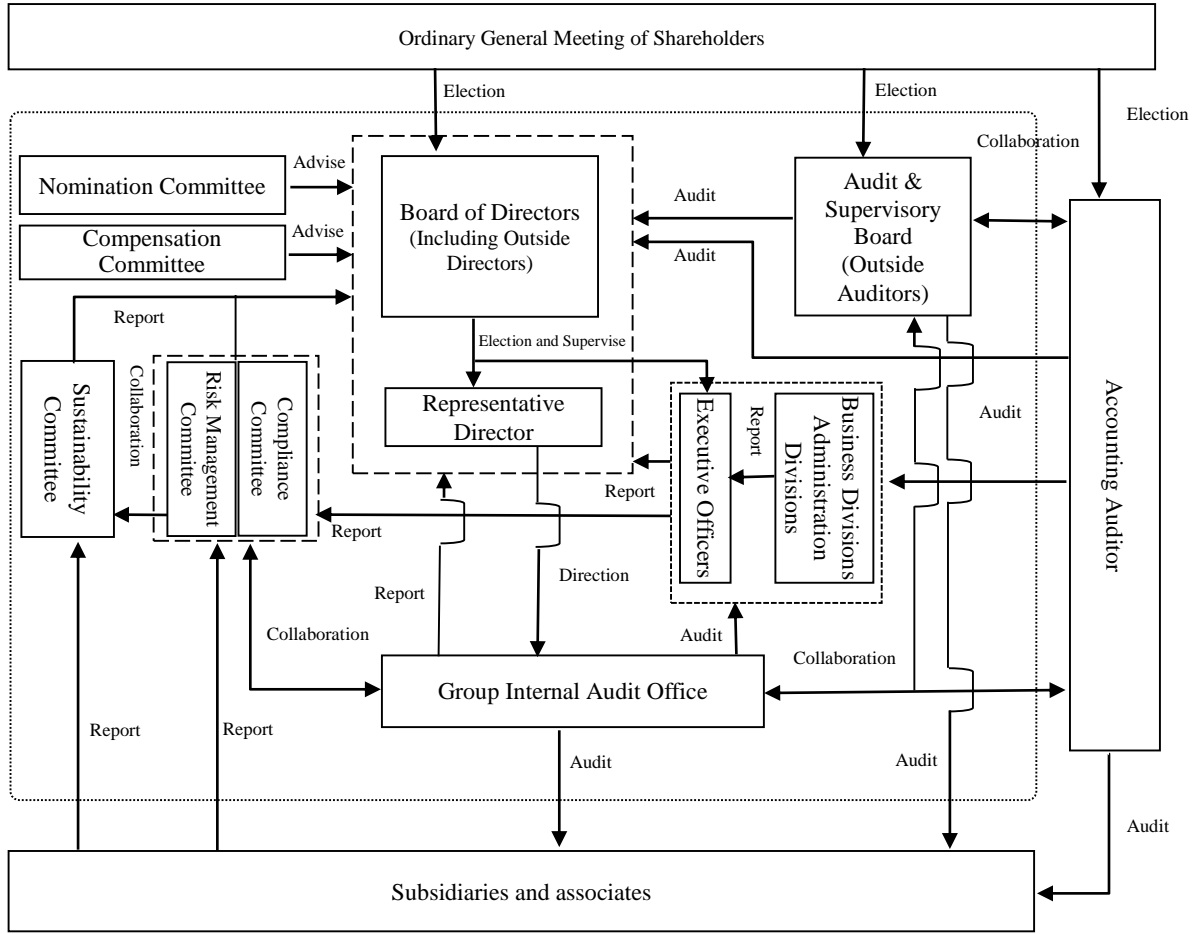 Ordinary General Meeting of Shareholders
Election
Election
Election
Collaboration
Nomination Committee
Advise
Compensation
Committee
Advise
Board of Directors
(Including Outside
Directors)
Audit
Audit
Audit &
Supervisory
Board
(Outside
Auditors)
Report
Election and Supervise
Sustainability
Committee
Collaboration
Risk Management
Committee
Compliance
Committee
Representative
Director
Executive Officers
Report
Business Divisions
Administration
Divisions
Audit
Accounting Auditor
Report
Report
Direction
Report
Collaboration
Audit
Collaboration
Group Internal Audit Office
Report
Report
Audit
Audit
Audit
Subsidiaries and associates